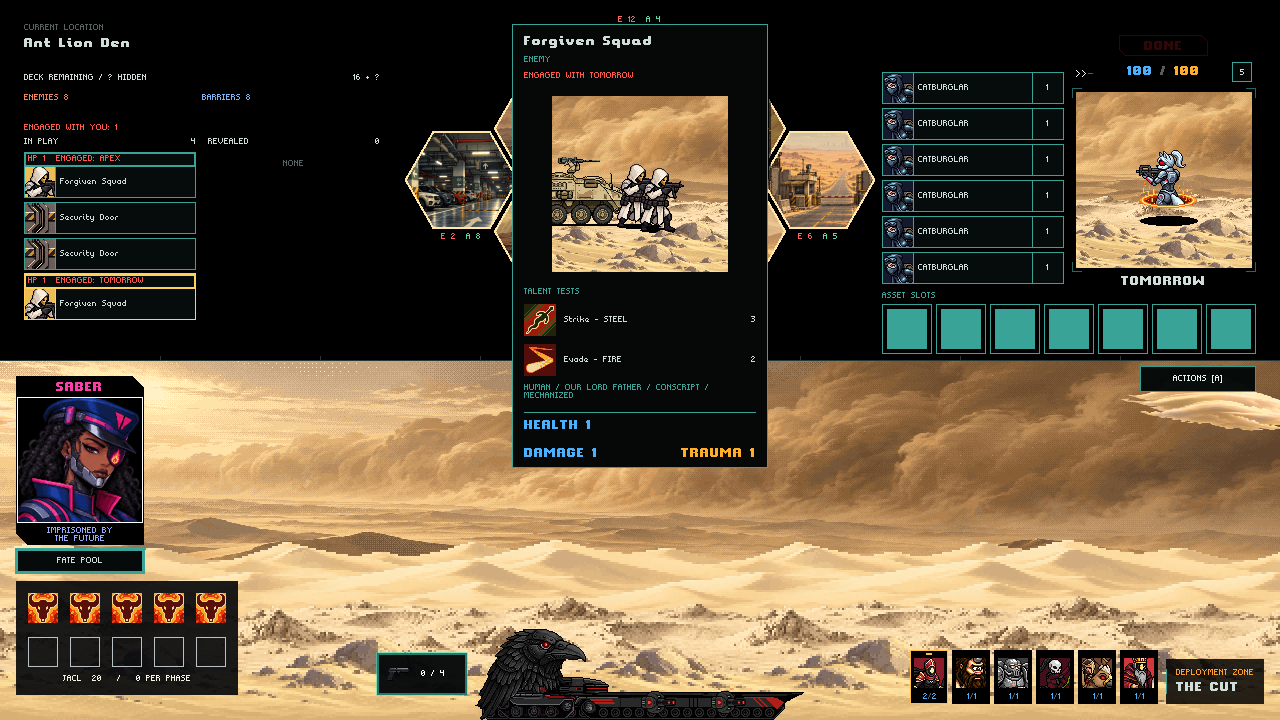 CURRENT LOCATION
Ant Lion Den
DECK REMAINING / ? HIDDEN 16 + ?
ENEMIES 8 BARRIERS 8
ENGAGED WITH YOU: 1
IN PLAY 4 REVEALED 0
NONE
HP 1 ENGAGED: APEX
Forgiven Squad
Security Door
Security Door
HP 1 ENGAGED: TOMORROW
Forgiven Squad
E 12 A 4
E 2 A 8
E 6 A 5
Forgiven Squad
ENEMY
ENGAGED WITH TOMORROW
TALENT TESTS
Strike - STEEL 3
Evade - FIRE 2
HUMAN / OUR LORD FATHER / CONSCRIPT /
MECHANIZED
HEALTH 1
DAMAGE 1 TRAUMA 1
DONE
100 / 100 5
CATBURGLAR 1
CATBURGLAR 1
CATBURGLAR 1
CATBURGLAR 1
CATBURGLAR 1
CATBURGLAR 1
TOMORROW
ASSET SLOTS
ACTIONS [A]
SABER
IMPRISONED BY
THE FUTURE
FATE POOL
JACL 20 / 0 PER PHASE
0 / 4
2/2 1/1 1/1 1/1 1/1 1/1
DEPLOYMENT ZONE
THE CUT